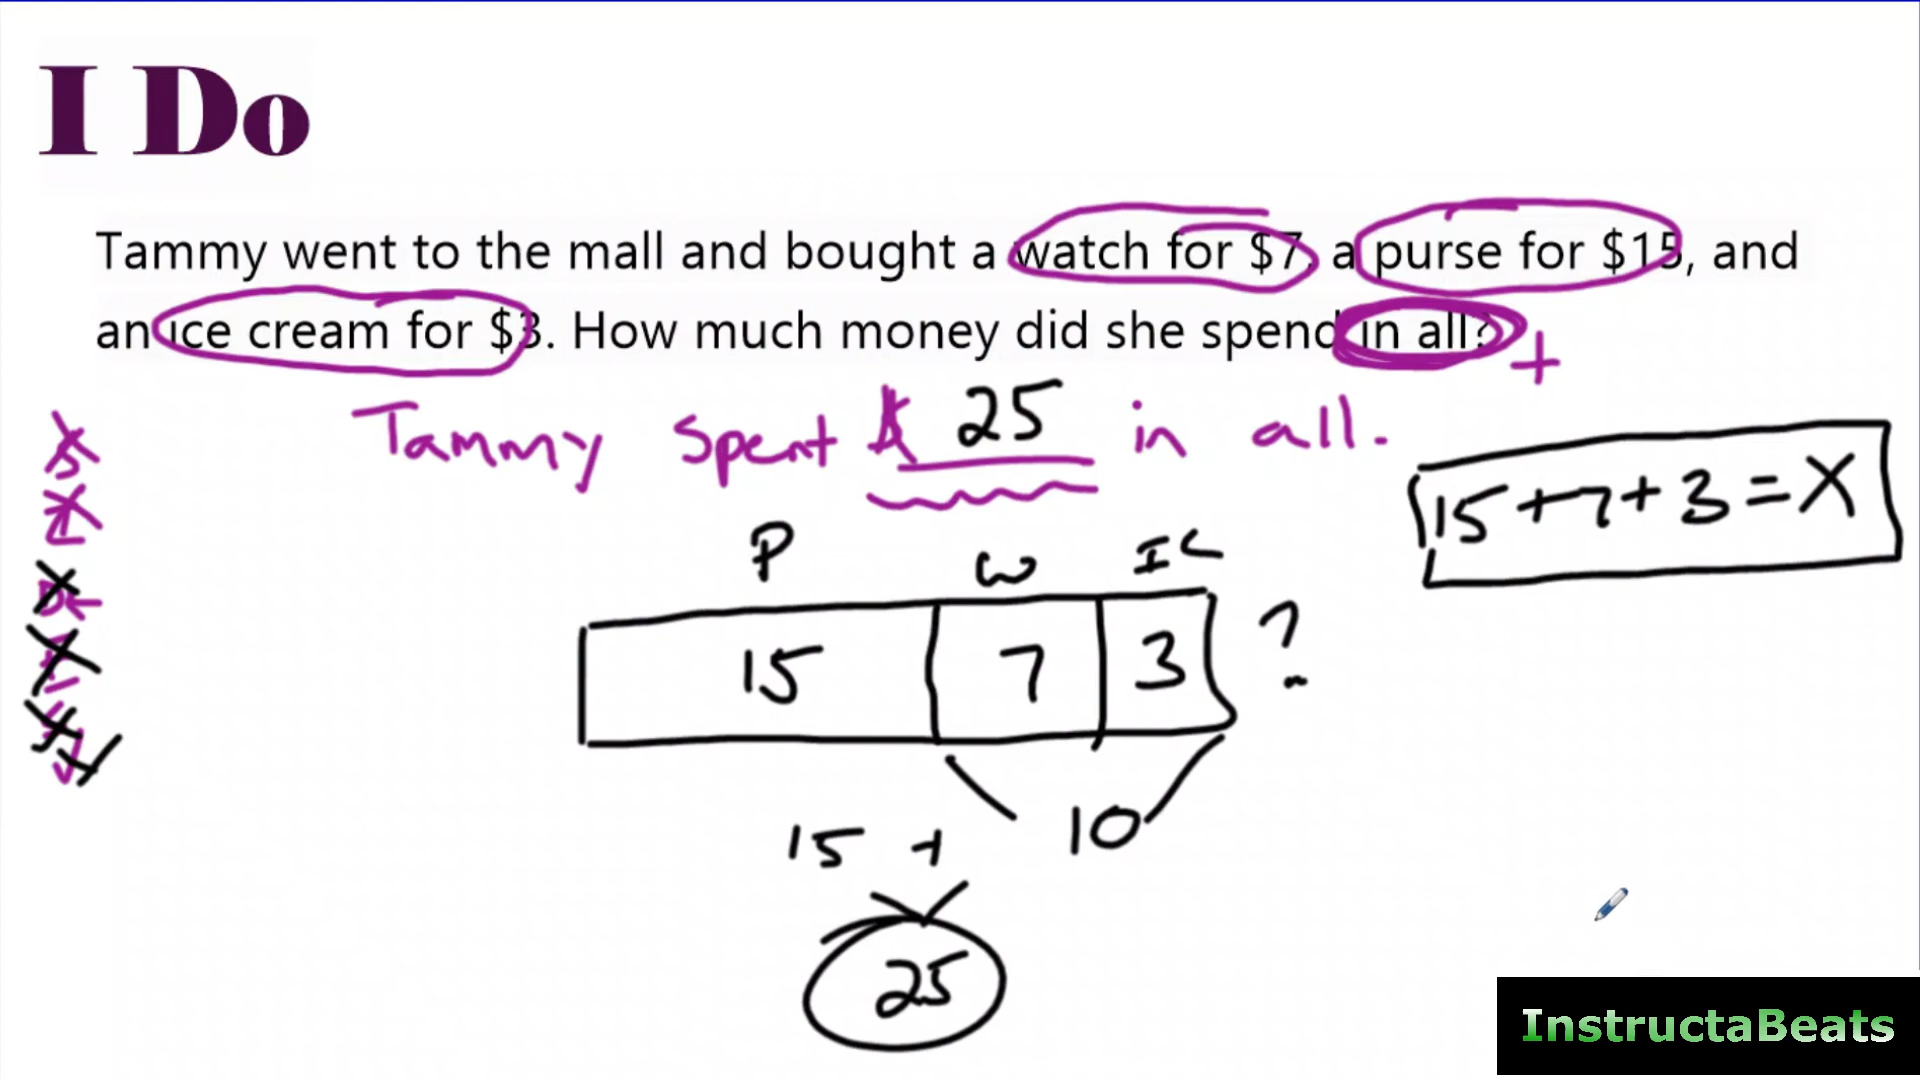 I Do
Tammy went to the mall and bought a watch for $7, a purse for $15, and
an ice cream for $3. How much money did she spend in all?
+
Tammy spent $ 25 in all.
15+7+3=X
P W IC
15 7 3 ?
15 + 10
25
InstructaBeats